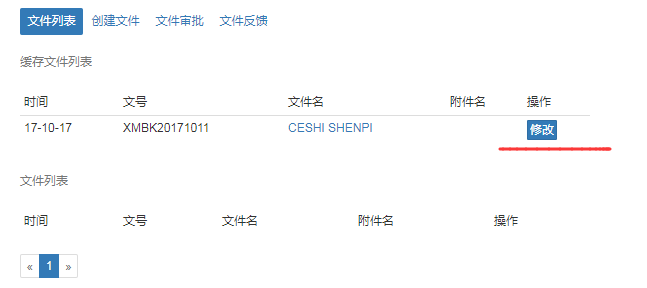 文件列表 创建文件 文件审批 文件反馈
缓存文件列表
时间 文号 文件名 附件名 操作
17-10-17 XMBK20171011 CESHI SHENPI 修改
文件列表
时间 文号 文件名 附件名 操作
« 1 »